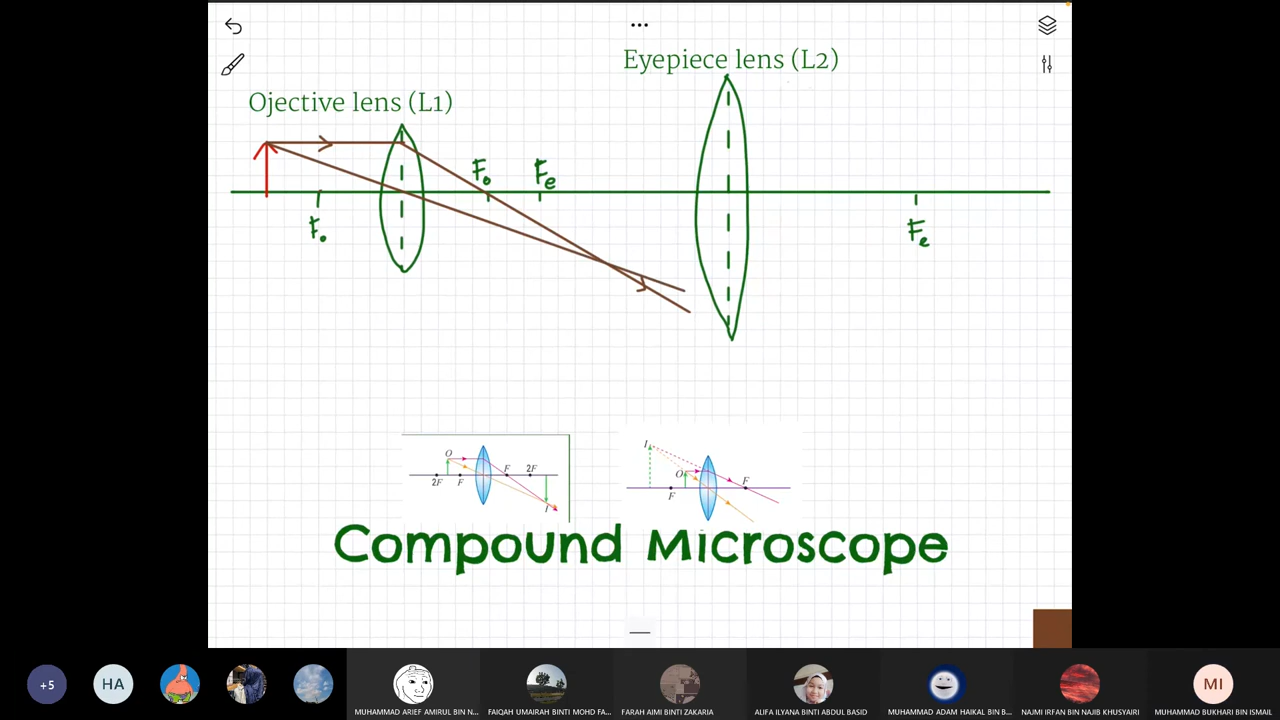 Eyepiece lens (L2)
Ojective lens (L1)
Fo
Fe
Fo
Fe
I
O
F
2F
2F
F
I
O
F
F
Compound Microscope
+5
HA
MI
MUHAMMAD ARIEF AMIRUL BIN N...
FAIQAH UMAIRAH BINTI MOHD FA...
FARAH AIMI BINTI ZAKARIA
ALIFA ILYANA BINTI ABDUL BASID
MUHAMMAD ADAM HAIKAL BIN B...
NAJMI IRFAN BIN NAJIB KHUSYAIRI
MUHAMMAD BUKHARI BIN ISMAIL